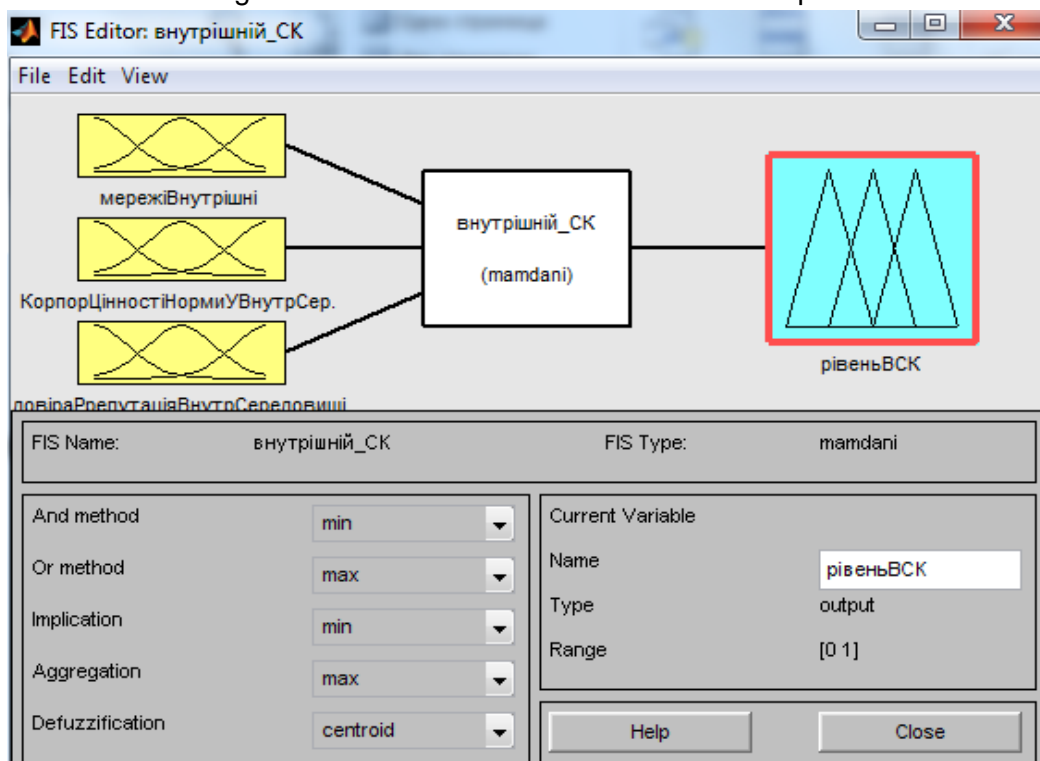 FIS Editor: внутрішній_СК
File Edit View
мережіВнутрішні
КорпорЦінностіНормиУВнутрСер.
довіраРрепутаціяВнутрСередовищі
внутрішній_СК
(mamdani)
рівеньВСК
FIS Name: внутрішній_СК FIS Type: mamdani
And method min
Or method max
Implication min
Aggregation max
Defuzzification centroid
Current Variable
Name рівеньВСК
Type output
Range [0 1]
Help Close